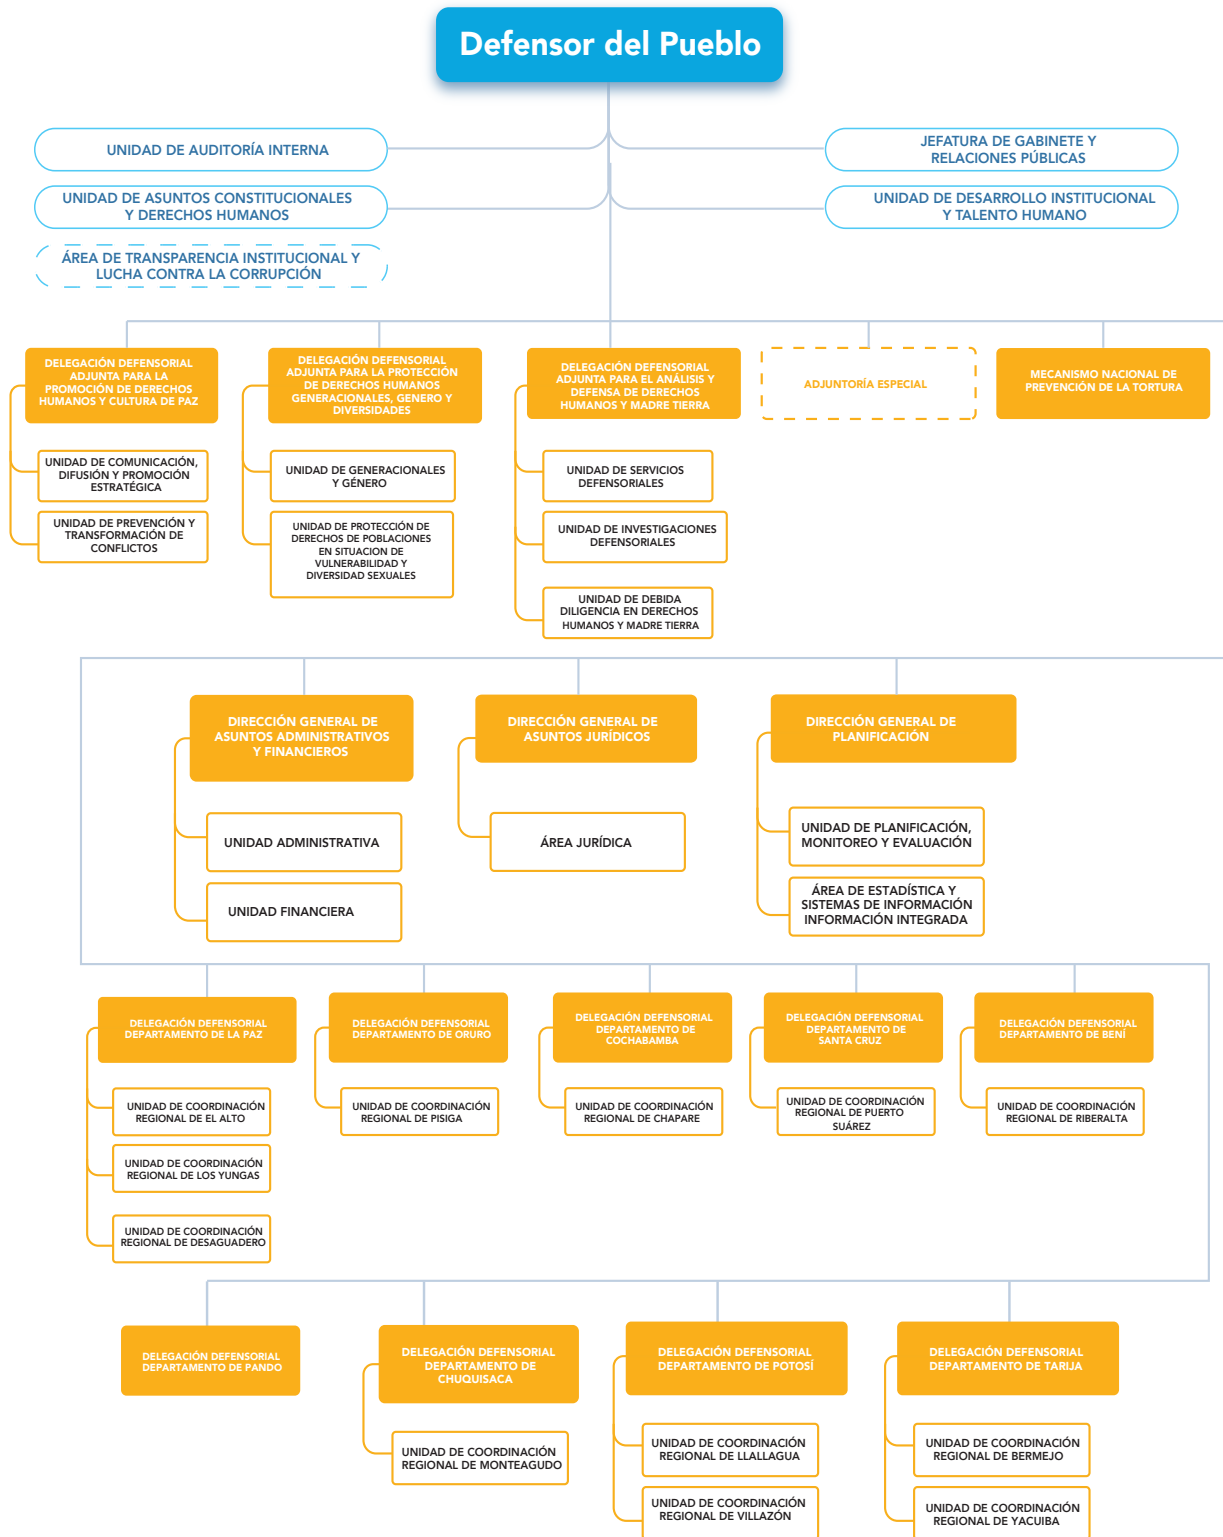 Defensor del Pueblo
UNIDAD DE AUDITORÍA INTERNA
JEFATURA DE GABINETE Y
RELACIONES PÚBLICAS
UNIDAD DE ASUNTOS CONSTITUCIONALES
Y DERECHOS HUMANOS
UNIDAD DE DESARROLLO INSTITUCIONAL
Y TALENTO HUMANO
ÁREA DE TRANSPARENCIA INSTITUCIONAL Y
LUCHA CONTRA LA CORRUPCIÓN
DELEGACIÓN DEFENSORIAL
ADJUNTA PARA LA
PROMOCIÓN DE DERECHOS
HUMANOS Y CULTURA DE PAZ
UNIDAD DE COMUNICACIÓN,
DIFUSIÓN Y PROMOCIÓN
ESTRATÉGICA
UNIDAD DE PREVENCIÓN Y
TRANSFORMACIÓN DE
CONFLICTOS
DELEGACIÓN DEFENSORIAL
ADJUNTA PARA LA PROTECCIÓN
DE DERECHOS HUMANOS
GENERACIONALES, GENERO Y
DIVERSIDADES
UNIDAD DE GENERACIONALES
Y GÉNERO
UNIDAD DE PROTECCIÓN DE
DERECHOS DE POBLACIONES
EN SITUACION DE
VULNERABILIDAD Y
DIVERSIDAD SEXUALES
DELEGACIÓN DEFENSORIAL
ADJUNTA PARA EL ANÁLISIS Y
DEFENSA DE DERECHOS
HUMANOS Y MADRE TIERRA
UNIDAD DE SERVICIOS
DEFENSORIALES
UNIDAD DE INVESTIGACIONES
DEFENSORIALES
UNIDAD DE DEBIDA
DILIGENCIA EN DERECHOS
HUMANOS Y MADRE TIERRA
ADJUNTORÍA ESPECIAL
MECANISMO NACIONAL DE
PREVENCIÓN DE LA TORTURA
DIRECCIÓN GENERAL DE
ASUNTOS ADMINISTRATIVOS
Y FINANCIEROS
UNIDAD ADMINISTRATIVA
UNIDAD FINANCIERA
DIRECCIÓN GENERAL DE
ASUNTOS JURÍDICOS
ÁREA JURÍDICA
DIRECCIÓN GENERAL DE
PLANIFICACIÓN
UNIDAD DE PLANIFICACIÓN,
MONITOREO Y EVALUACIÓN
ÁREA DE ESTADÍSTICA Y
SISTEMAS DE INFORMACIÓN
INFORMACIÓN INTEGRADA
DELEGACIÓN DEFENSORIAL
DEPARTAMENTO DE LA PAZ
UNIDAD DE COORDINACIÓN
REGIONAL DE EL ALTO
UNIDAD DE COORDINACIÓN
REGIONAL DE LOS YUNGAS
UNIDAD DE COORDINACIÓN
REGIONAL DE DESAGUADERO
DELEGACIÓN DEFENSORIAL
DEPARTAMENTO DE ORURO
UNIDAD DE COORDINACIÓN
REGIONAL DE PISIGA
DELEGACIÓN DEFENSORIAL
DEPARTAMENTO DE
COCHABAMBA
UNIDAD DE COORDINACIÓN
REGIONAL DE CHAPARE
DELEGACIÓN DEFENSORIAL
DEPARTAMENTO DE
SANTA CRUZ
UNIDAD DE COORDINACIÓN
REGIONAL DE PUERTO
SUÁREZ
DELEGACIÓN DEFENSORIAL
DEPARTAMENTO DE BENÍ
UNIDAD DE COORDINACIÓN
REGIONAL DE RIBERALTA
DELEGACIÓN DEFENSORIAL
DEPARTAMENTO DE PANDO
DELEGACIÓN DEFENSORIAL
DEPARTAMENTO DE
CHUQUISACA
UNIDAD DE COORDINACIÓN
REGIONAL DE MONTEAGUDO
DELEGACIÓN DEFENSORIAL
DEPARTAMENTO DE POTOSÍ
UNIDAD DE COORDINACIÓN
REGIONAL DE LLALLAGUA
UNIDAD DE COORDINACIÓN
REGIONAL DE VILLAZÓN
DELEGACIÓN DEFENSORIAL
DEPARTAMENTO DE TARIJA
UNIDAD DE COORDINACIÓN
REGIONAL DE BERMEJO
UNIDAD DE COORDINACIÓN
REGIONAL DE YACUIBA